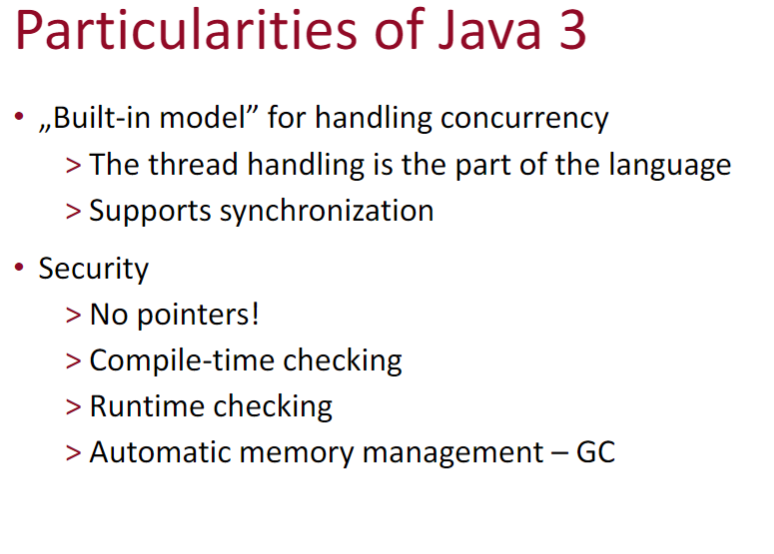 Particularities of Java 3
• „Built-in model” for handling concurrency
> The thread handling is the part of the language
> Supports synchronization
• Security
> No pointers!
> Compile-time checking
> Runtime checking
> Automatic memory management – GC